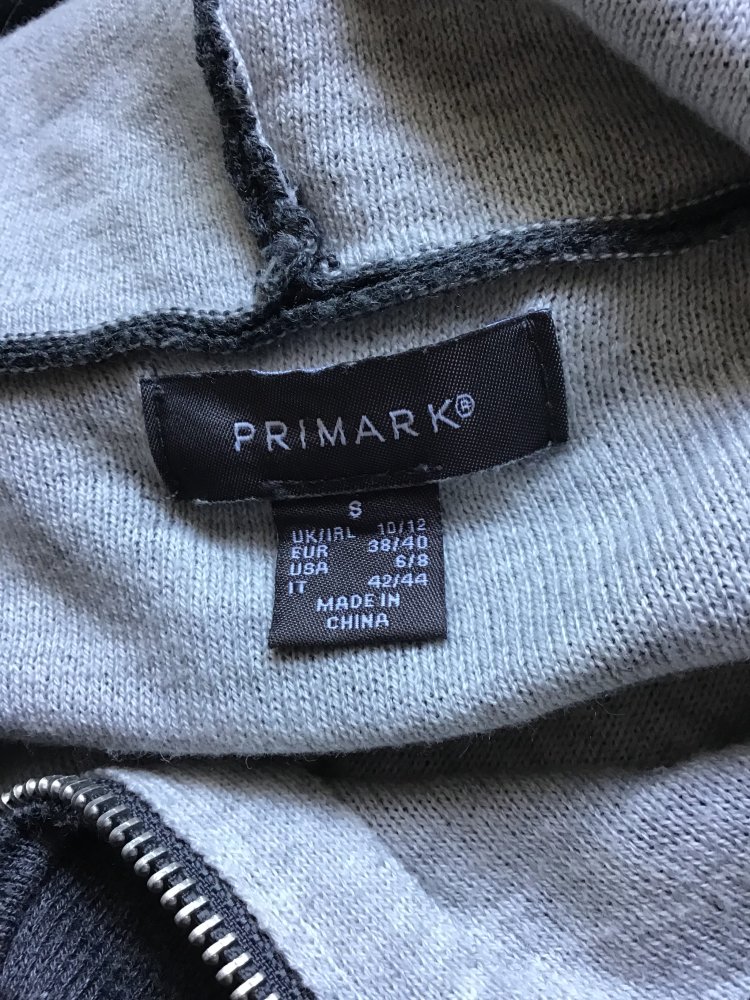 PRIMARK®
S
UK/IRL 10/12
EUR 38/40
USA 6/8
IT 42/44
MADE IN
CHINA